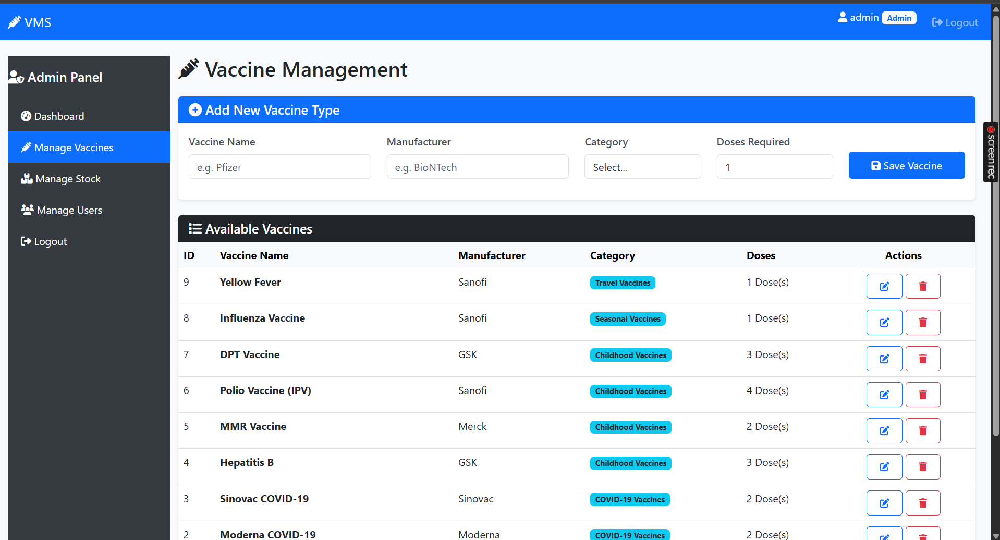 VMS
admin Admin
Logout
Admin Panel
Dashboard
Manage Vaccines
Manage Stock
Manage Users
Logout
Vaccine Management
Add New Vaccine Type
Vaccine Name Manufacturer Category Doses Required
e.g. Pfizer e.g. BioNTech Select... 1 Save Vaccine
Available Vaccines
ID Vaccine Name Manufacturer Category Doses Actions
9 Yellow Fever Sanofi Travel Vaccines 1 Dose(s)
8 Influenza Vaccine Sanofi Seasonal Vaccines 1 Dose(s)
7 DPT Vaccine GSK Childhood Vaccines 3 Dose(s)
6 Polio Vaccine (IPV) Sanofi Childhood Vaccines 4 Dose(s)
5 MMR Vaccine Merck Childhood Vaccines 2 Dose(s)
4 Hepatitis B GSK Childhood Vaccines 3 Dose(s)
3 Sinovac COVID-19 Sinovac COVID-19 Vaccines 2 Dose(s)
2 Moderna COVID-19 Moderna COVID-19 Vaccines 2 Dose(s)
screenrec